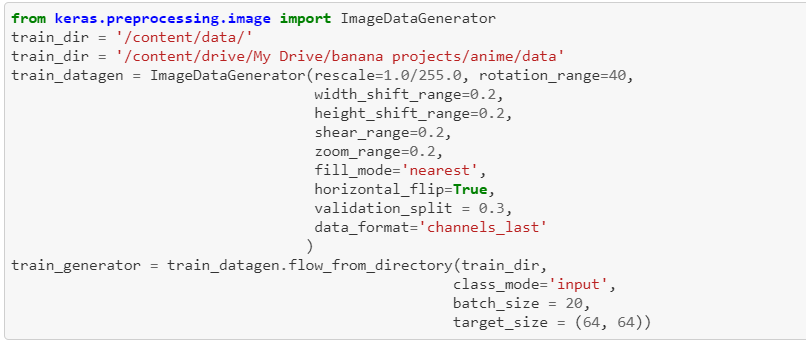 from keras.preprocessing.image import ImageDataGenerator
train_dir = '/content/data/'
train_dir = '/content/drive/My Drive/banana projects/anime/data'
train_datagen = ImageDataGenerator(rescale=1.0/255.0, rotation_range=40,
                                  width_shift_range=0.2,
                                  height_shift_range=0.2,
                                  shear_range=0.2,
                                  zoom_range=0.2,
                                  fill_mode='nearest',
                                  horizontal_flip=True,
                                  validation_split = 0.3,
                                  data_format='channels_last'
                                 )
train_generator = train_datagen.flow_from_directory(train_dir,
                                                  class_mode='input',
                                                  batch_size = 20,
                                                  target_size = (64, 64))